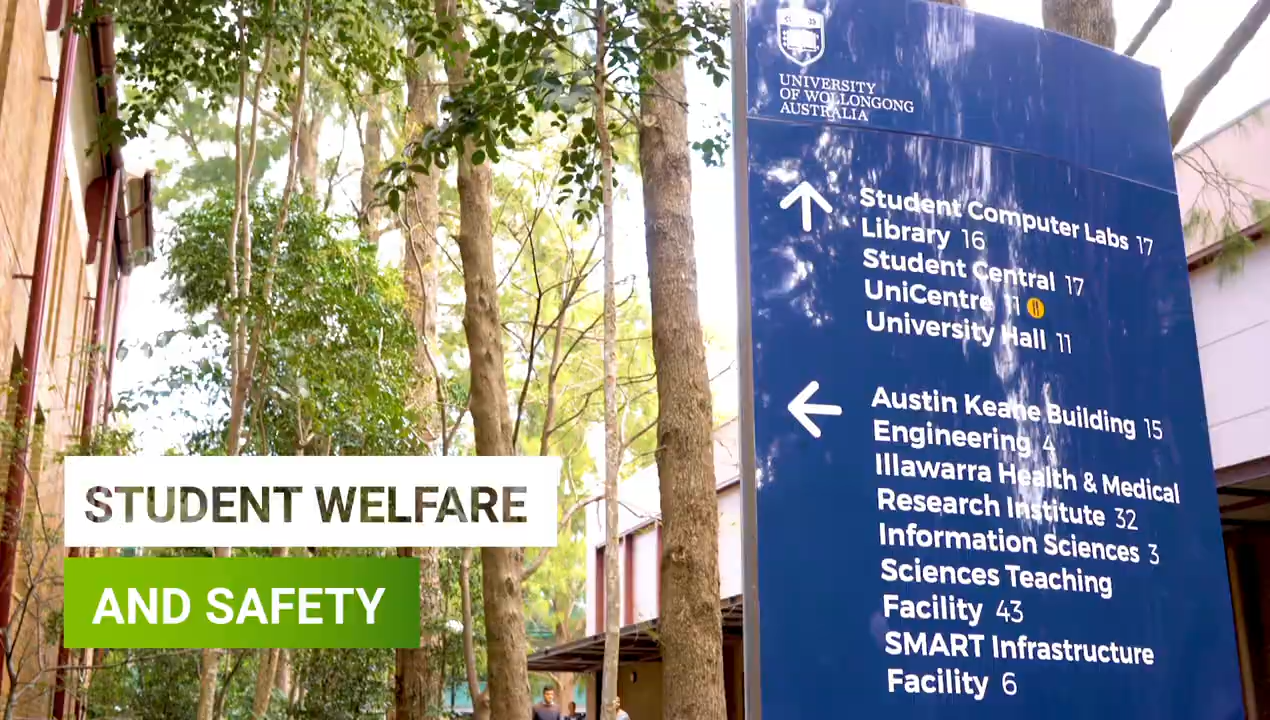 UNIVERSITY
OF WOLLONGONG
AUSTRALIA
Student Computer Labs 17
Library 16
Student Central 17
UniCentre 11
University Hall 11
Austin Keane Building 15
Engineering 4
Illawarra Health & Medical
Research Institute 32
Information Sciences 3
Sciences Teaching
Facility 43
SMART Infrastructure
Facility 6
STUDENT WELFARE
AND SAFETY